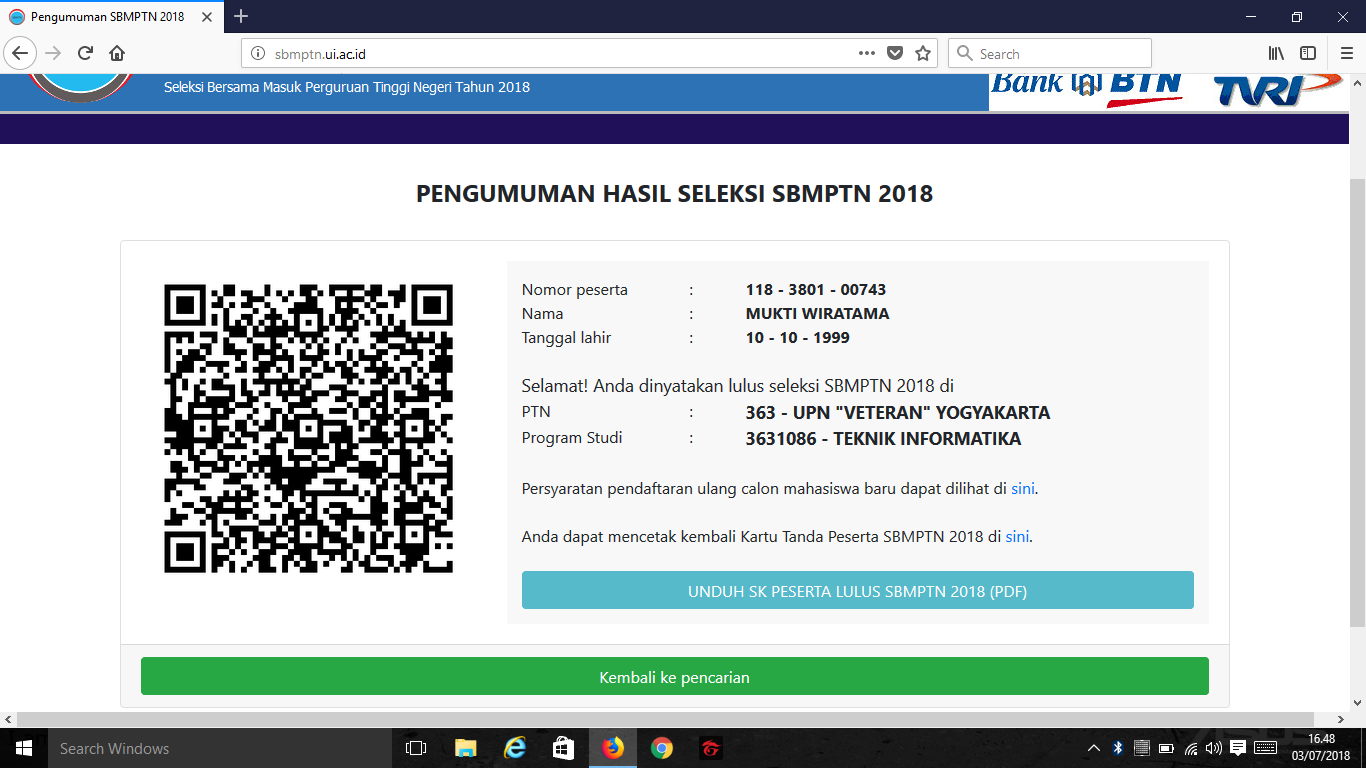 Pengumuman SBMPTN 2018
sbmptn.ui.ac.id
Search
Seleksi Bersama Masuk Perguruan Tinggi Negeri Tahun 2018
Bank BTN
TVRI
PENGUMUMAN HASIL SELEKSI SBMPTN 2018
Nomor peserta : 118 - 3801 - 00743
Nama : MUKTI WIRATAMA
Tanggal lahir : 10 - 10 - 1999
Selamat! Anda dinyatakan lulus seleksi SBMPTN 2018 di
PTN : 363 - UPN "VETERAN" YOGYAKARTA
Program Studi : 3631086 - TEKNIK INFORMATIKA
Persyaratan pendaftaran ulang calon mahasiswa baru dapat dilihat di sini.
Anda dapat mencetak kembali Kartu Tanda Peserta SBMPTN 2018 di sini.
UNDUH SK PESERTA LULUS SBMPTN 2018 (PDF)
Kembali ke pencarian
Search Windows
16.48
03/07/2018